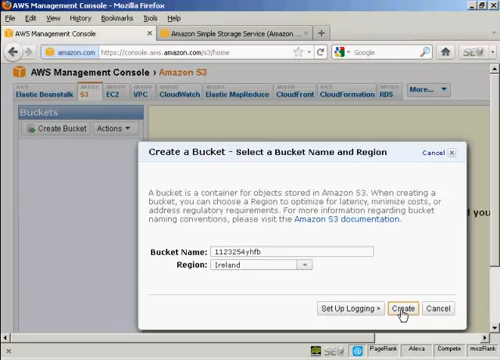 AWS Management Console - Mozilla Firefox
File Edit View History Bookmarks Tools Help
AWS Management Console
Amazon Simple Storage Service (Amazon ...
amazon.com https://console.aws.amazon.com/s3/home
Google
AWS Management Console > Amazon S3
Elastic Beanstalk S3 EC2 VPC CloudWatch Elastic MapReduce CloudFront CloudFormation RDS More...
Buckets
Create Bucket Actions
Create a Bucket - Select a Bucket Name and Region
Cancel
A bucket is a container for objects stored in Amazon S3. When creating a
bucket, you can choose a Region to optimize for latency, minimize costs, or
address regulatory requirements. For more information regarding bucket
naming conventions, please visit the Amazon S3 documentation.
Bucket Name: 1123254yhfb
Region: Ireland
Set Up Logging > Create Cancel
PageRank Alexa Compete mozRank